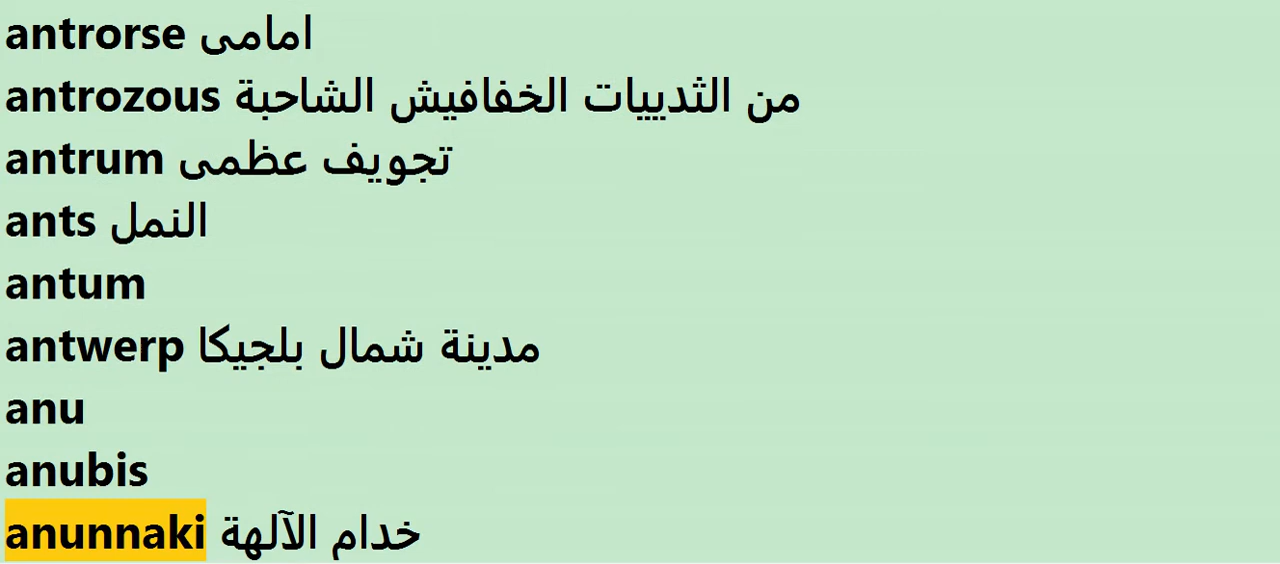 antrorse امامى
antrozous من الثدييات الخفافيش الشاحبة
antrum تجويف عظمى
ants النمل
antum
antwerp مدينة شمال بلجيكا
anu
anubis
anunnaki خدام الآلهة